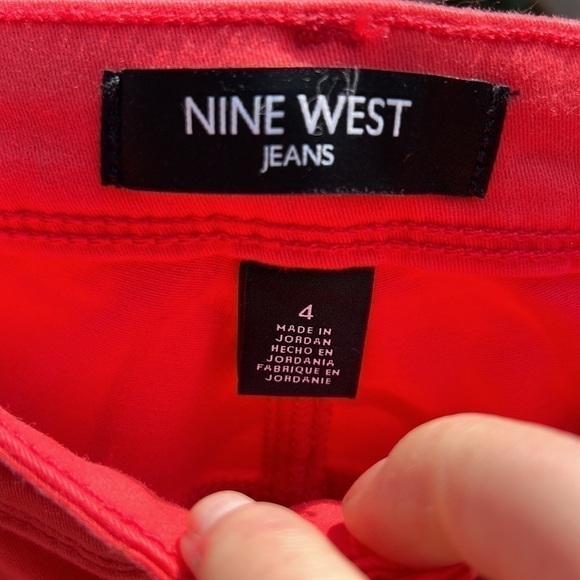 NINE WEST
JEANS
4
MADE IN
JORDAN
HECHO EN
JORDANIA
FABRIQUE EN
JORDANIE